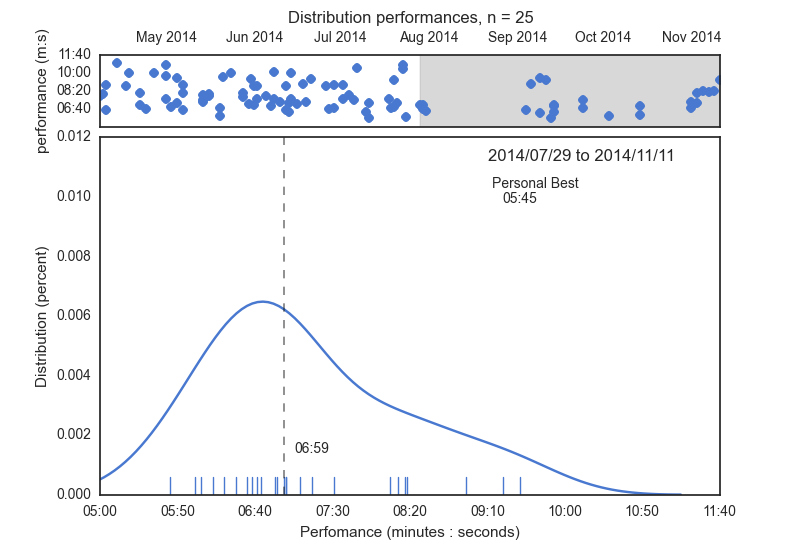 Distribution performances, n = 25
May 2014 Jun 2014 Jul 2014 Aug 2014 Sep 2014 Oct 2014 Nov 2014
performance (m:s)
11:40
10:00
08:20
06:40
Distribution (percent)
0.012
0.010
0.008
0.006
0.004
0.002
0.000
2014/07/29 to 2014/11/11
Personal Best
05:45
06:59
05:00 05:50 06:40 07:30 08:20 09:10 10:00 10:50 11:40
Perfomance (minutes : seconds)